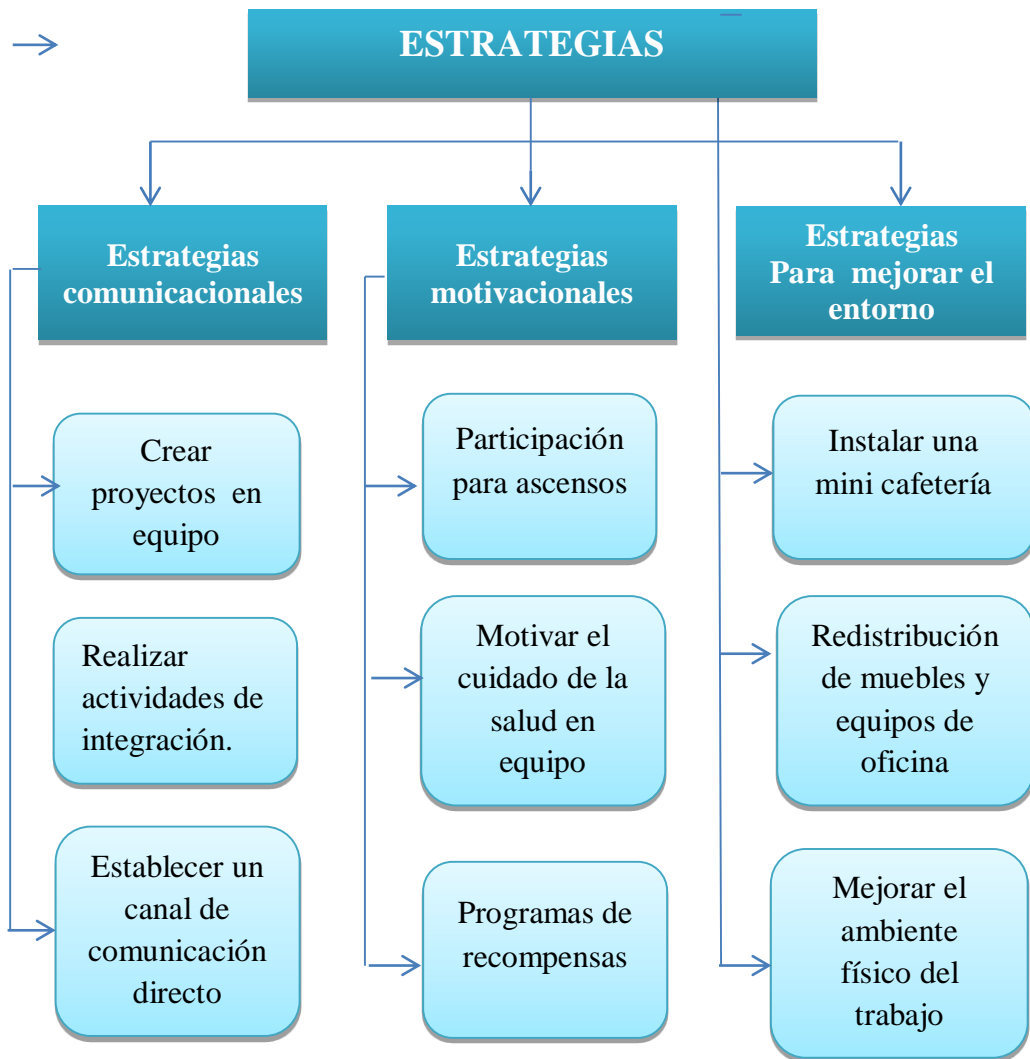 ESTRATEGIAS
Estrategias
comunicacionales
Estrategias
motivacionales
Estrategias
Para mejorar el
entorno
Crear
proyectos en
equipo
Participación
para ascensos
Instalar una
mini cafetería
Realizar
actividades de
integración.
Motivar el
cuidado de la
salud en
equipo
Redistribución
de muebles y
equipos de
oficina
Establecer un
canal de
comunicación
directo
Programas de
recompensas
Mejorar el
ambiente
físico del
trabajo